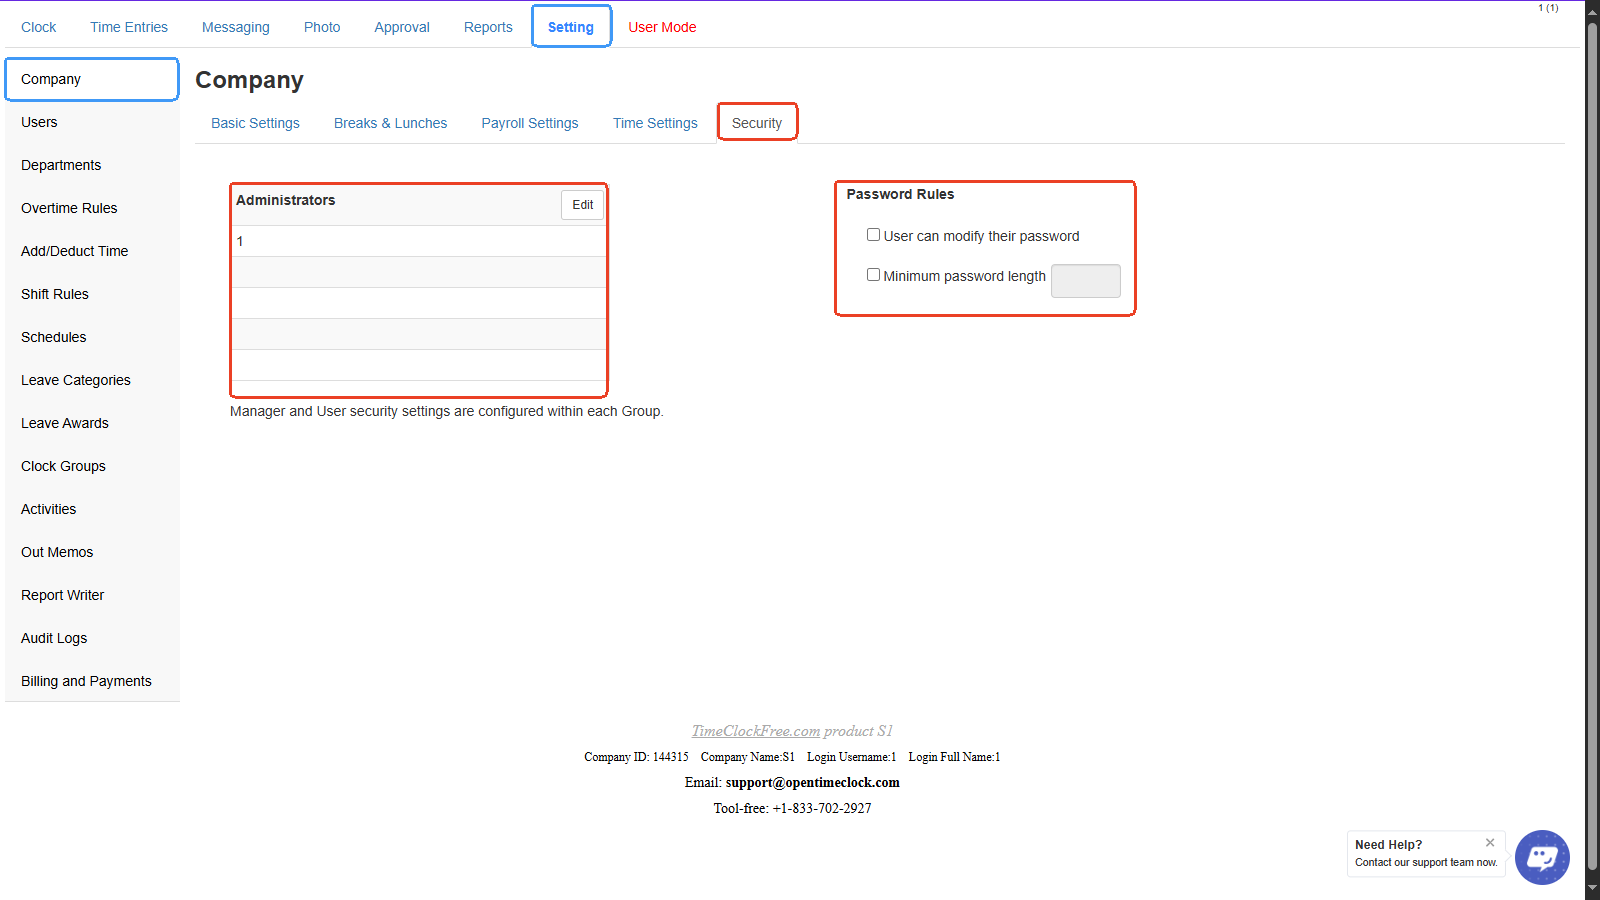 1 (1)
Clock Time Entries Messaging Photo Approval Reports Setting User Mode
Company
Users
Departments
Overtime Rules
Add/Deduct Time
Shift Rules
Schedules
Leave Categories
Leave Awards
Clock Groups
Activities
Out Memos
Report Writer
Audit Logs
Billing and Payments
Company
Basic Settings Breaks & Lunches Payroll Settings Time Settings Security
Administrators Edit
1
Manager and User security settings are configured within each Group.
Password Rules
User can modify their password
Minimum password length
TimeClockFree.com product S1
Company ID: 144315 Company Name:S1 Login Username:1 Login Full Name:1
Email: support@opentimeclock.com
Tool-free: +1-833-702-2927
Need Help?
Contact our support team now.